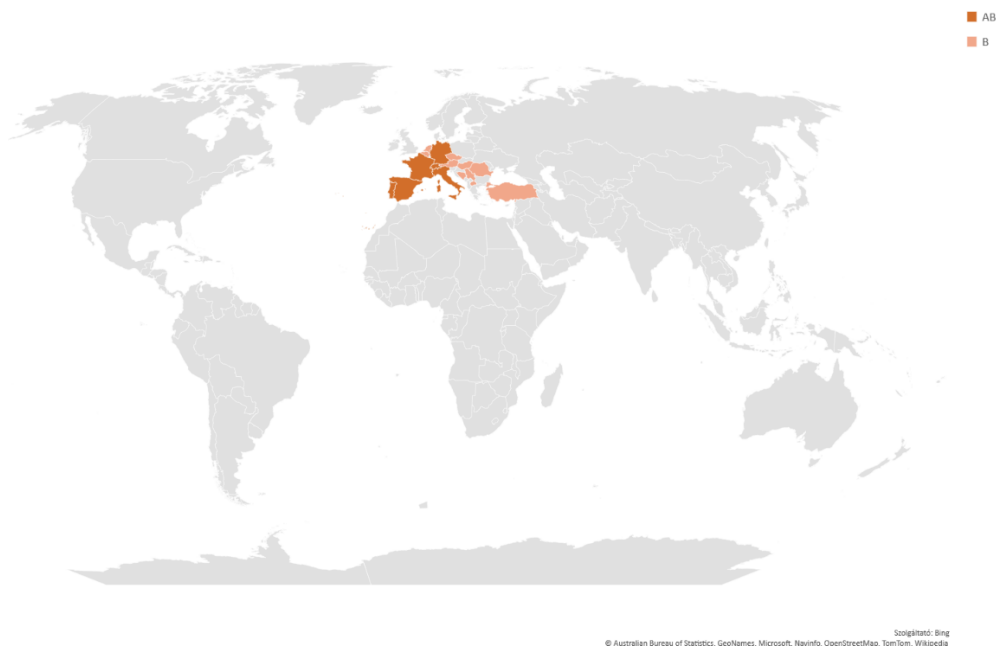 AB
B
Szolgáltató: Bing
© Australian Bureau of Statistics, GeoNames, Microsoft, Navinfo, OpenStreetMap, TomTom, Wikipedia